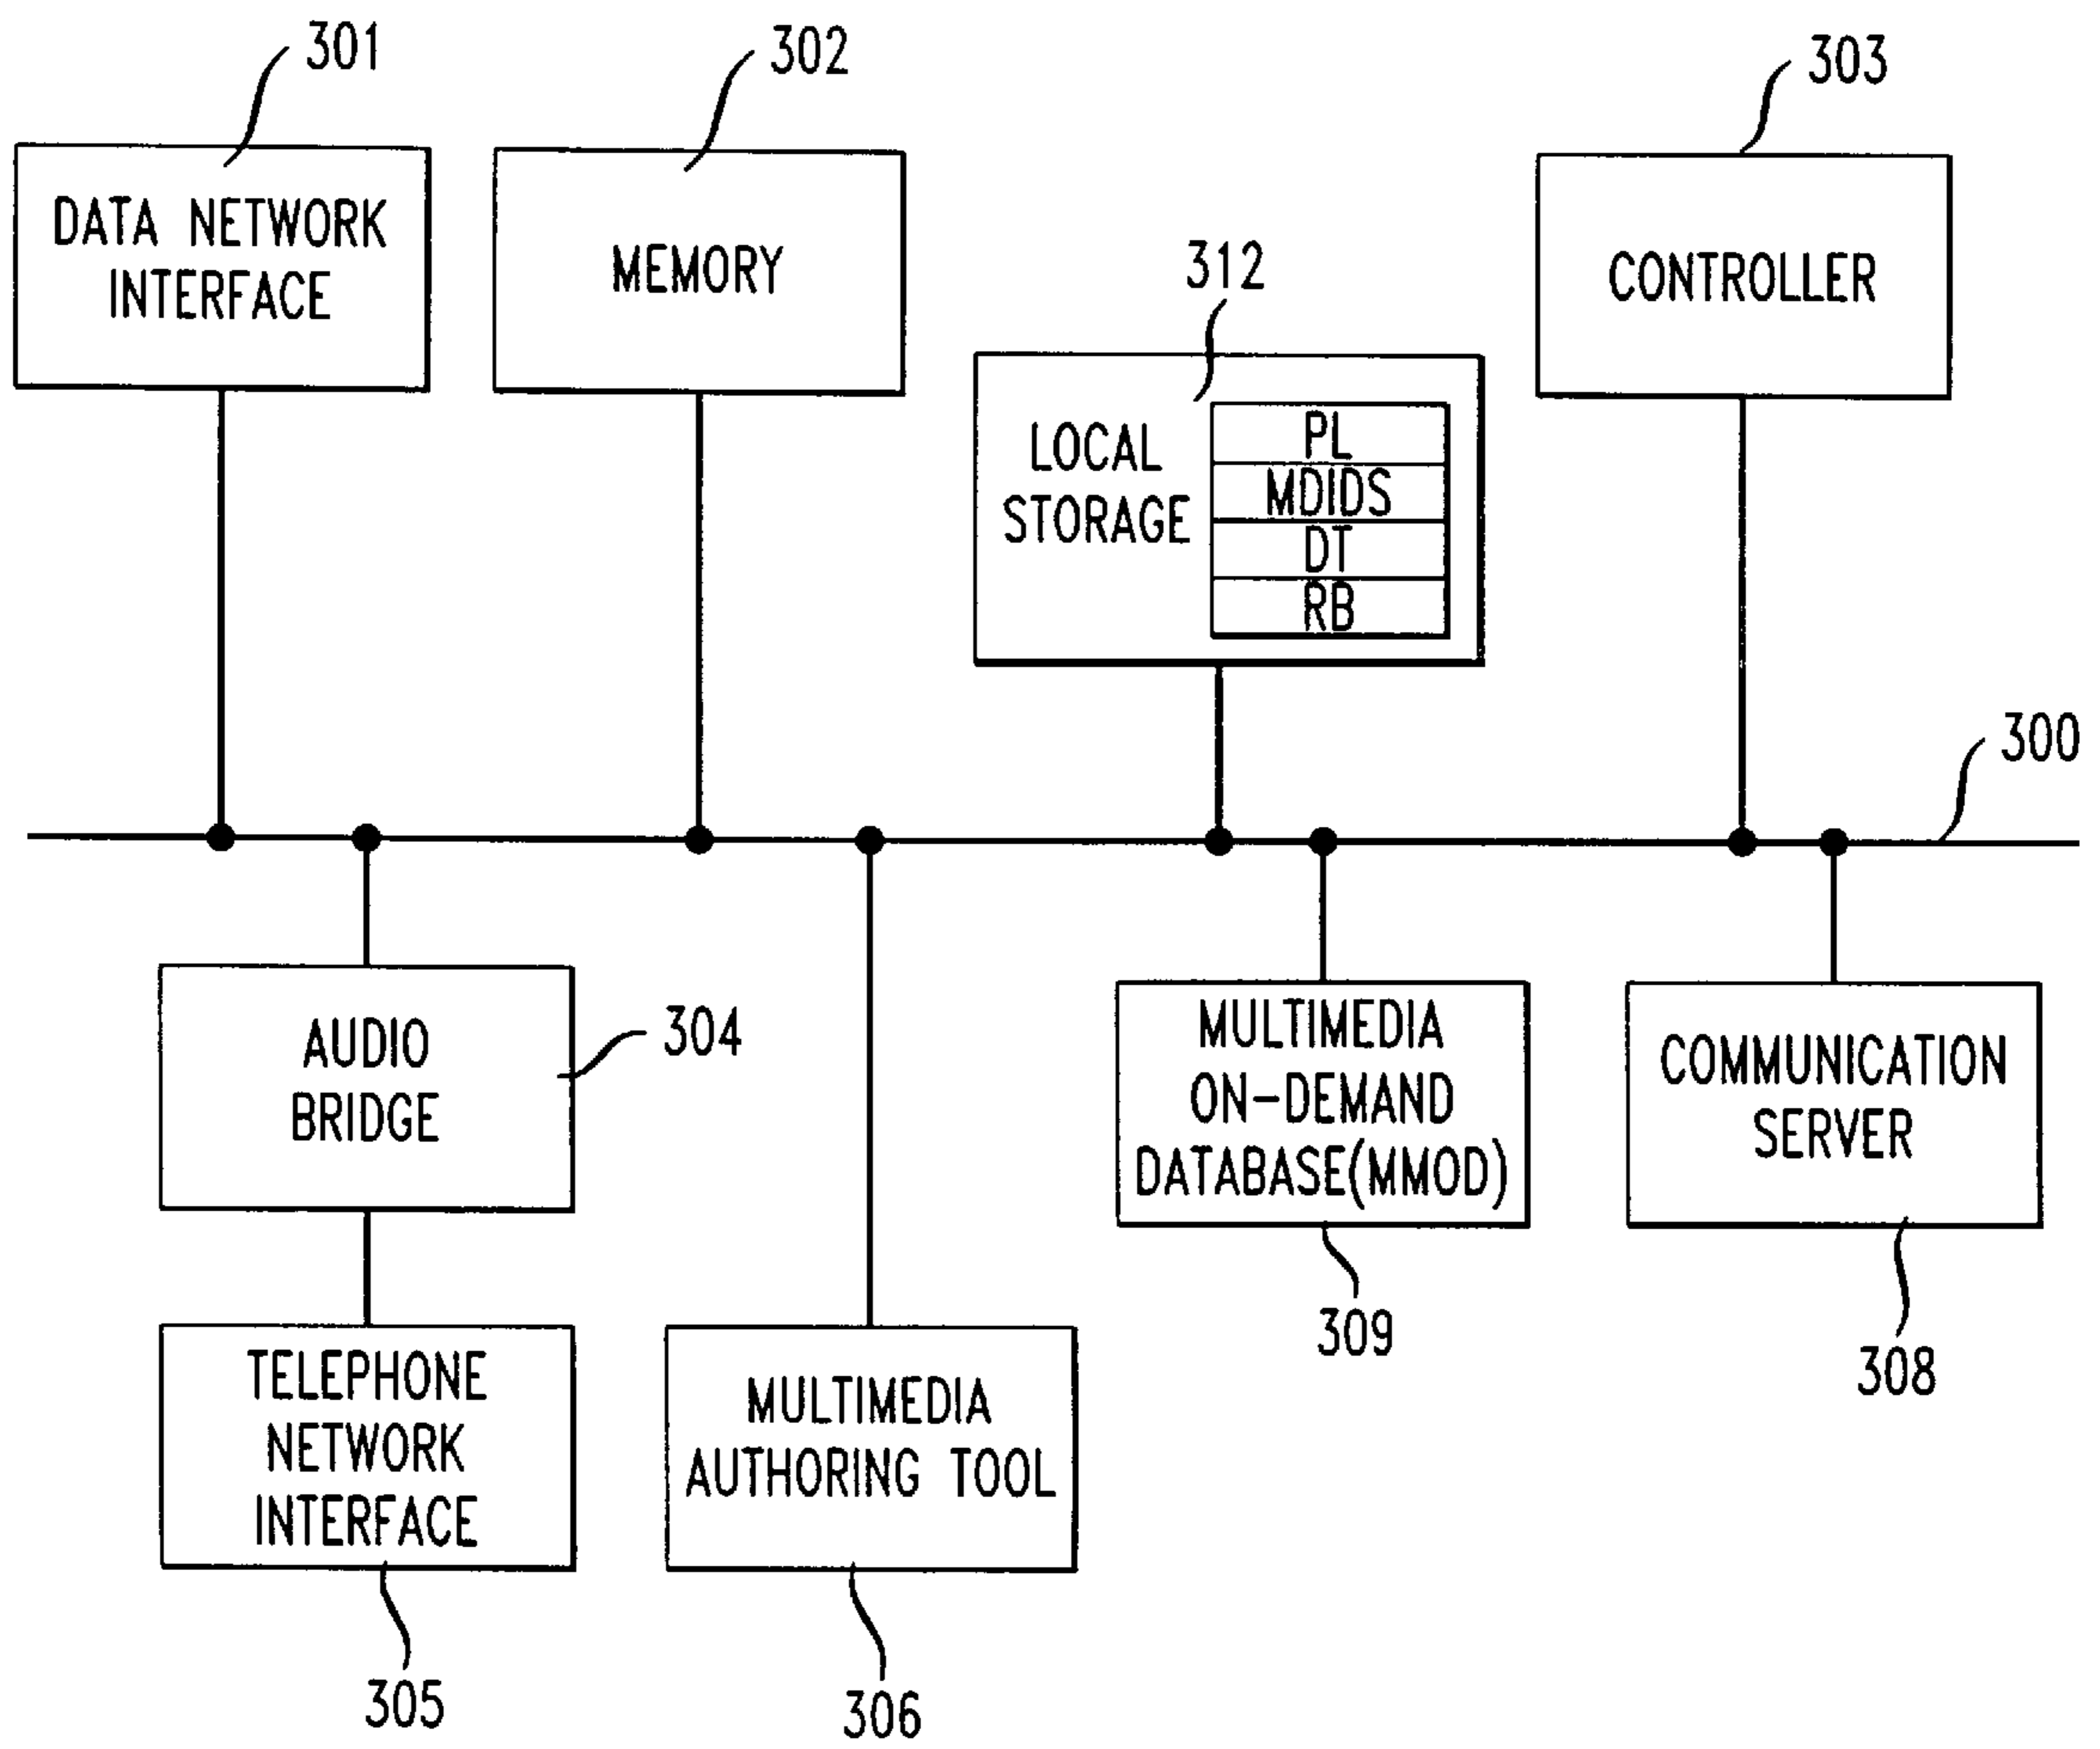 301
302
303
DATA NETWORK
INTERFACE
MEMORY
CONTROLLER
312
LOCAL
STORAGE
PL
MDIDS
DT
RB
300
AUDIO
BRIDGE
304
MULTIMEDIA
ON-DEMAND
DATABASE(MMOD)
COMMUNICATION
SERVER
309
308
TELEPHONE
NETWORK
INTERFACE
MULTIMEDIA
AUTHORING TOOL
305
306